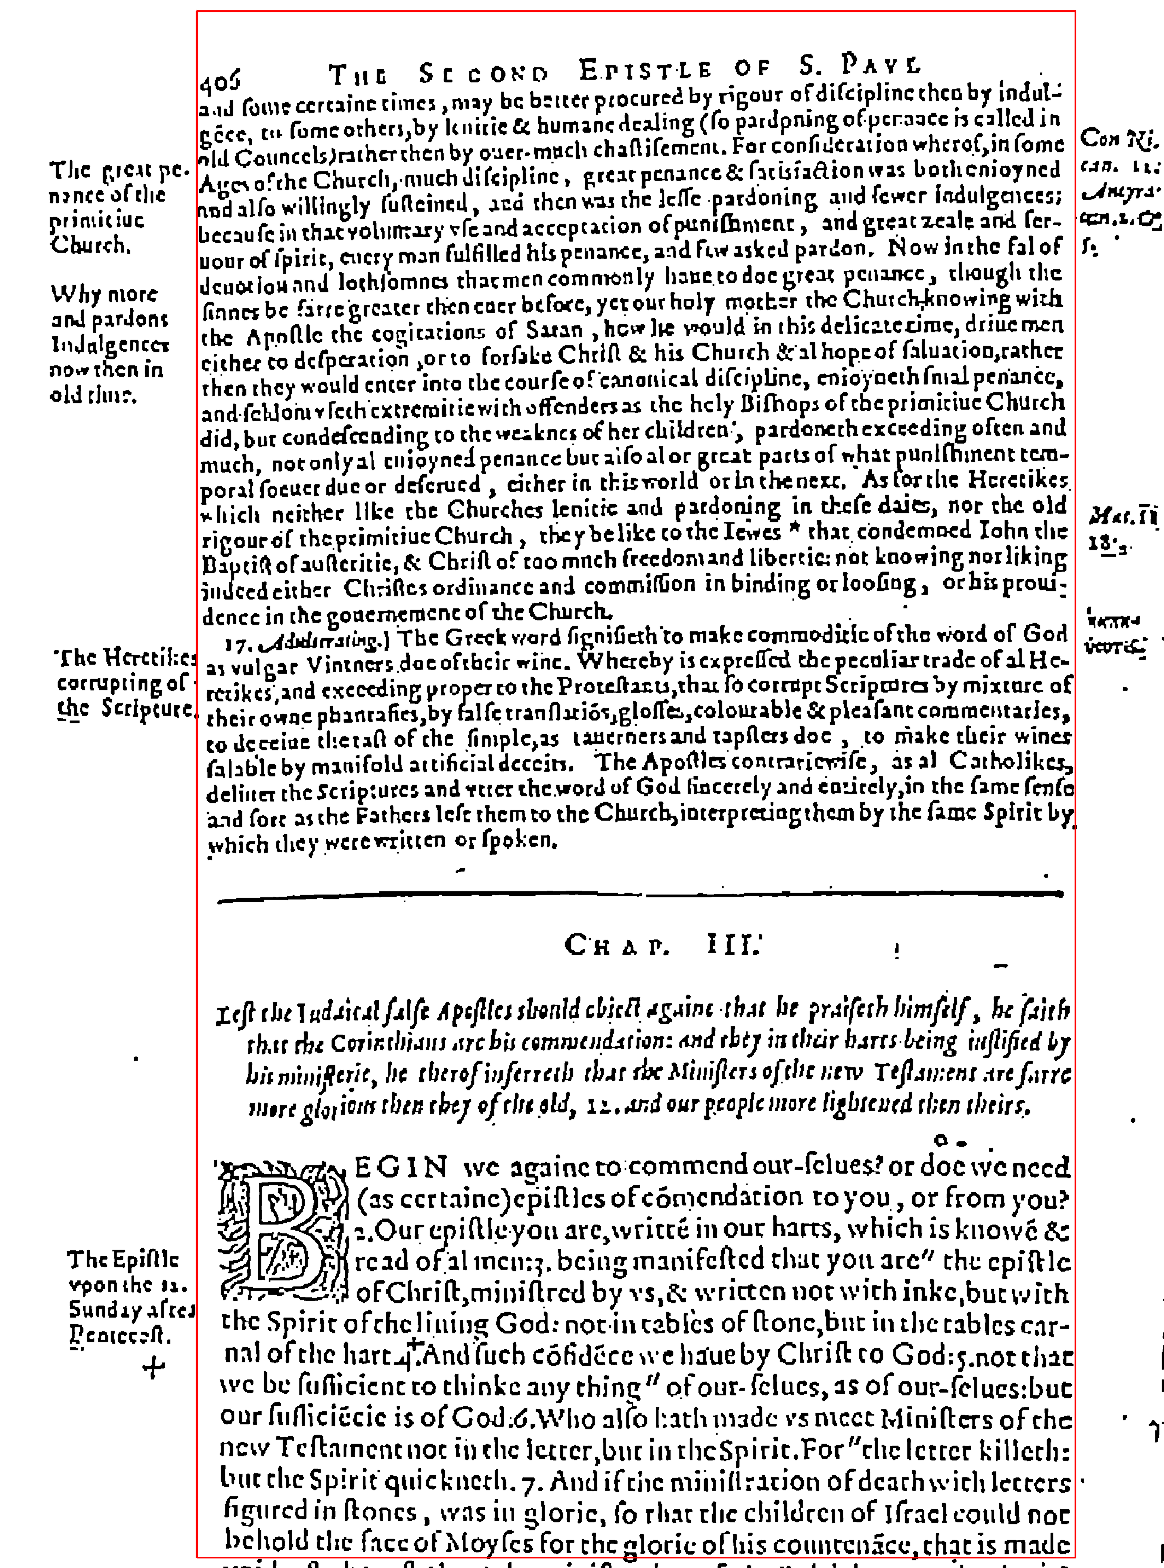 406 THE SECOND EPISTLE OF S. PAVL
and ſome certaine times, may be better procured by rigour of diſcipline then by indul-
gẽce, to ſome others, by lenitie & humane dealing (ſo pardoning of penance is called in
old Councels) rather then by ouer-much chaſtiſement. For conſideration wherof, in ſome
Ages of the Church, much diſcipline, great penance & ſatisfaction was both enioyned
and alſo willingly ſuſteined, and then was the leſſe pardoning and fewer indulgences;
becauſe in that voluntary vſe and acceptation of puniſhment, and great zeale and fer-
uour of ſpirit, euery man fulfilled his penance, and few asked pardon. Now in the fal of
deuotion and lothſomnes that men commonly haue to doe great penance, though the
ſinnes be farre greater then euer before, yet our holy mother the Church, knowing with
the Apoſtle the cogitations of Satan, how he would in this delicate time, driue men
either to deſperation, or to forſake Chriſt & his Church & al hope of ſaluation, rather
then they would enter into the courſe of canonical diſcipline, enioyneth ſmal penance,
and ſeldom vſeth extremitie with offenders as the holy Biſhops of the primitiue Church
did, but condeſcending to the weaknes of her children, pardoneth exceeding often and
much, not only al enioyned penance but alſo al or great parts of what puniſhment tem-
poral ſoeuer due or deſerued, either in this world or in the next. As for the Heretikes
which neither like the Churches lenitie and pardoning in theſe daies, nor the old
rigour of the primitiue Church, they be like to the Iewes * that condemned Iohn the
Baptiſt of auſteritie, & Chriſt of too much freedom and libertie: not knowing nor liking
indeed either Chriſtes ordinance and commiſſion in binding or looſing, or his proui-
dence in the gouernement of the Church.
17. Adulterating.) The Greek word ſignifieth to make commoditie of the word of God
as vulgar Vintners doe of their wine. Whereby is expreſſed the peculiar trade of al He-
retikes, and exceeding proper to the Proteſtants, that ſo corrupt Scriptures by mixture of
their owne phantaſies, by falſe tranſlatiõs, gloſſes, colourable & pleaſant commentaries,
to deceiue the taſt of the ſimple, as tauerners and tapſters doe, to make their wines
ſalable by manifold artificial deceits. The Apoſtles contrariewiſe, as al Catholikes,
deliuer the Scriptures and vtter the word of God ſincerely and entirely, in the ſame ſenſe
and ſort as the Fathers left them to the Church, interpreting them by the ſame Spirit by
which they were written or ſpoken.
The great pe-
nance of the
primitiue
Church.
Why more
and pardons
Indulgences
now then in
old time.
The Heretikes
corrupting of
the Scripture.
Con Ni.
can. 11.
Ancyra.
can. 2. &
5.
Mat. 11
18.
CHAP. III.
Leſt the Iudaical falſe Apoſtles should obiect againe that he praiſeth himſelf, he ſaith
that the Corinthians are his commendation: and they in their harts being iuſtified by
his miniſterie, he therof inferreth that the Miniſters of the new Teſtament are farre
more glorious then they of the old, 12. and our people more lightened then theirs.
BEGIN we againe to commend our-ſelues? or doe we need
(as certaine) epiſtles of cõmendation to you, or from you?
2. Our epiſtle you are, writtẽ in our harts, which is knowẽ &
read of al men: 3. being manifeſted that you are " the epiſtle
of Chriſt, miniſtred by vs, & written not with inke, but with
the Spirit of the liuing God: not in tables of ſtone, but in the tables car-
nal of the hart. 4. ✝ And ſuch cõfidẽce we haue by Chriſt to God: 5. not that
we be ſufficient to thinke any thing " of our-ſelues, as of our-ſelues: but
our ſufficiẽcie is of God. 6. Who alſo hath made vs meet Miniſters of the
new Teſtament not in the letter, but in the Spirit. For " the letter killeth:
but the Spirit quickneth. 7. And if the miniſtration of death with letters
figured in ſtones, was in glorie, ſo that the children of Iſrael could not
behold the face of Moyſes for the glorie of his countenãce, that is made
The Epiſtle
vpon the 12.
Sunday after
Pentecoſt.
✝